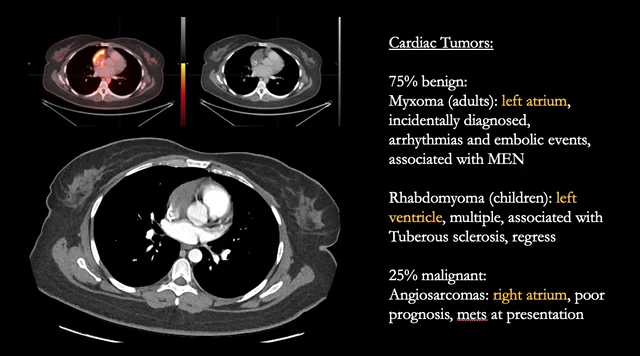 Cardiac Tumors:
75% benign:
Myxoma (adults): left atrium,
incidentally diagnosed,
arrhythmias and embolic events,
associated with MEN
Rhabdomyoma (children): left
ventricle, multiple, associated with
Tuberous sclerosis, regress
25% malignant:
Angiosarcomas: right atrium, poor
prognosis, mets at presentation